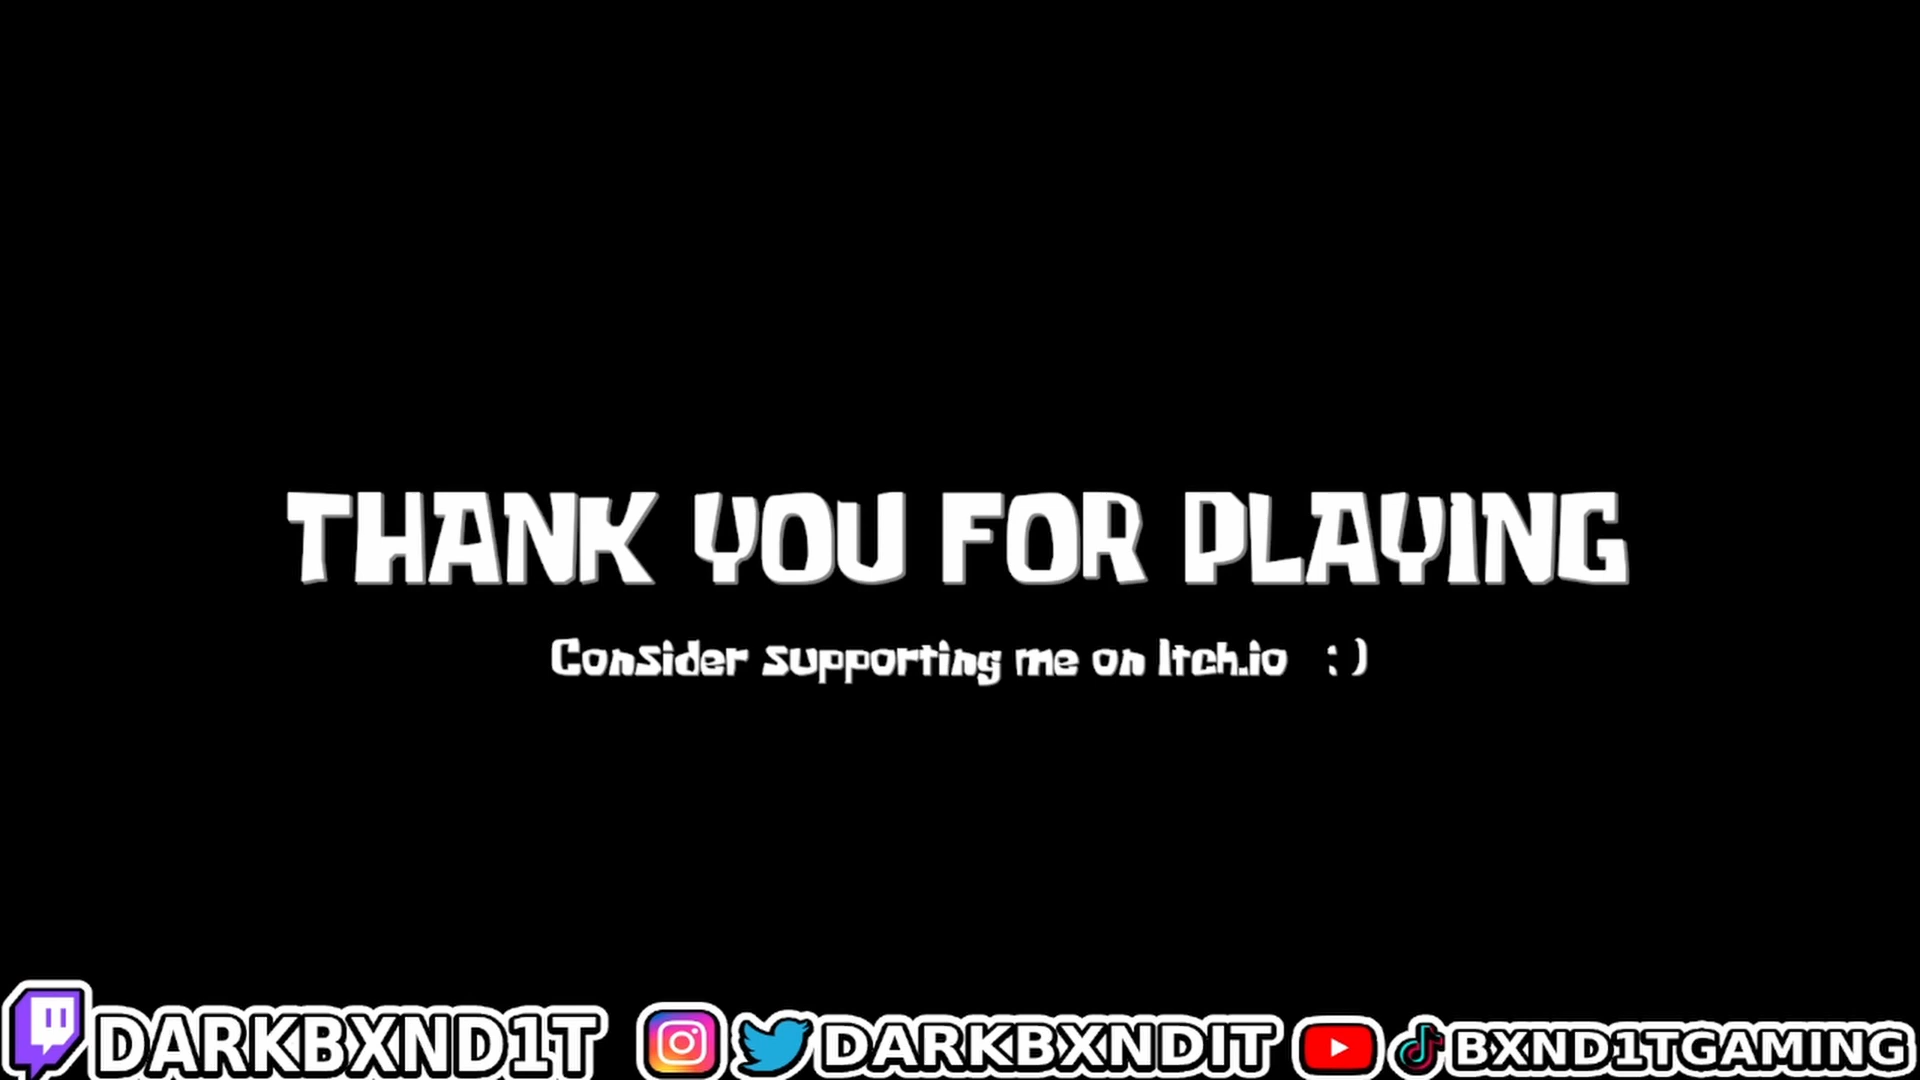 THANK YOU FOR PLAYING
Consider supporting me on Itch.io : )
DARKBXND1T DARKBXNDIT BXND1TGAMING